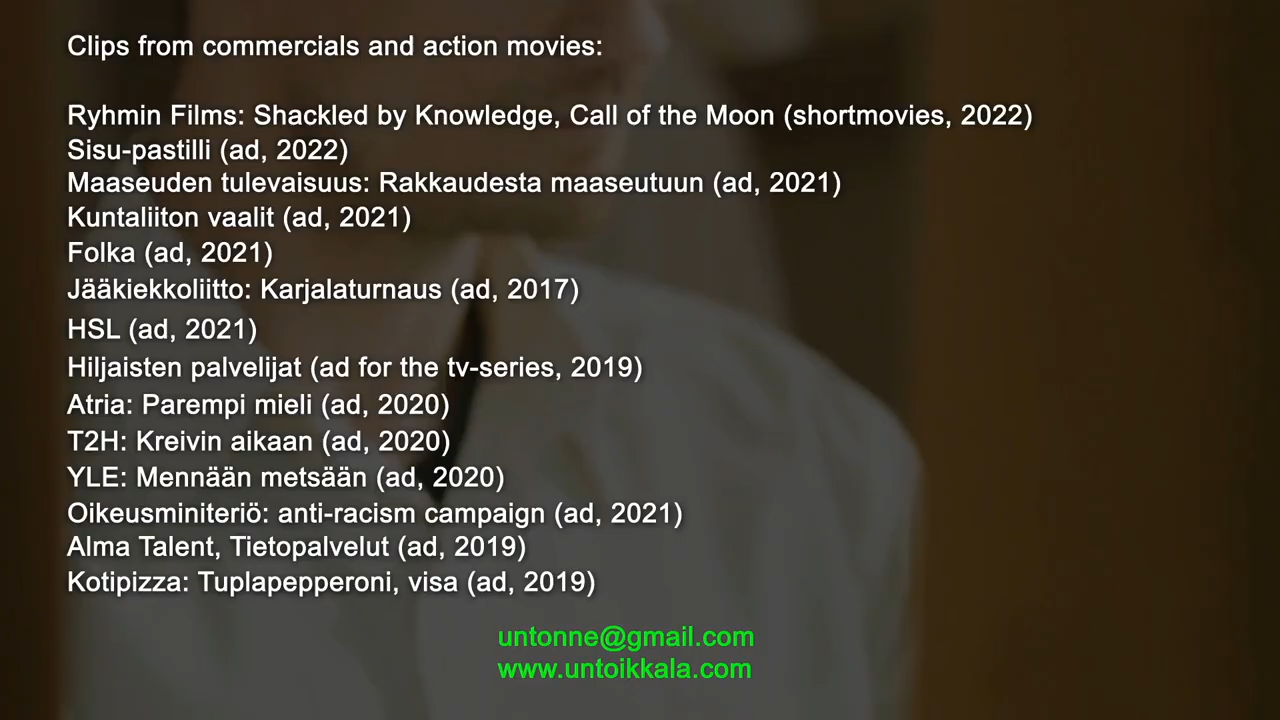 Clips from commercials and action movies:
Ryhmin Films: Shackled by Knowledge, Call of the Moon (shortmovies, 2022)
Sisu-pastilli (ad, 2022)
Maaseuden tulevaisuus: Rakkaudesta maaseutuun (ad, 2021)
Kuntaliiton vaalit (ad, 2021)
Folka (ad, 2021)
Jääkiekkoliitto: Karjalaturnaus (ad, 2017)
HSL (ad, 2021)
Hiljaisten palvelijat (ad for the tv-series, 2019)
Atria: Parempi mieli (ad, 2020)
T2H: Kreivin aikaan (ad, 2020)
YLE: Mennään metsään (ad, 2020)
Oikeusminiteriö: anti-racism campaign (ad, 2021)
Alma Talent, Tietopalvelut (ad, 2019)
Kotipizza: Tuplapepperoni, visa (ad, 2019)
untonne@gmail.com
www.untoikkala.com